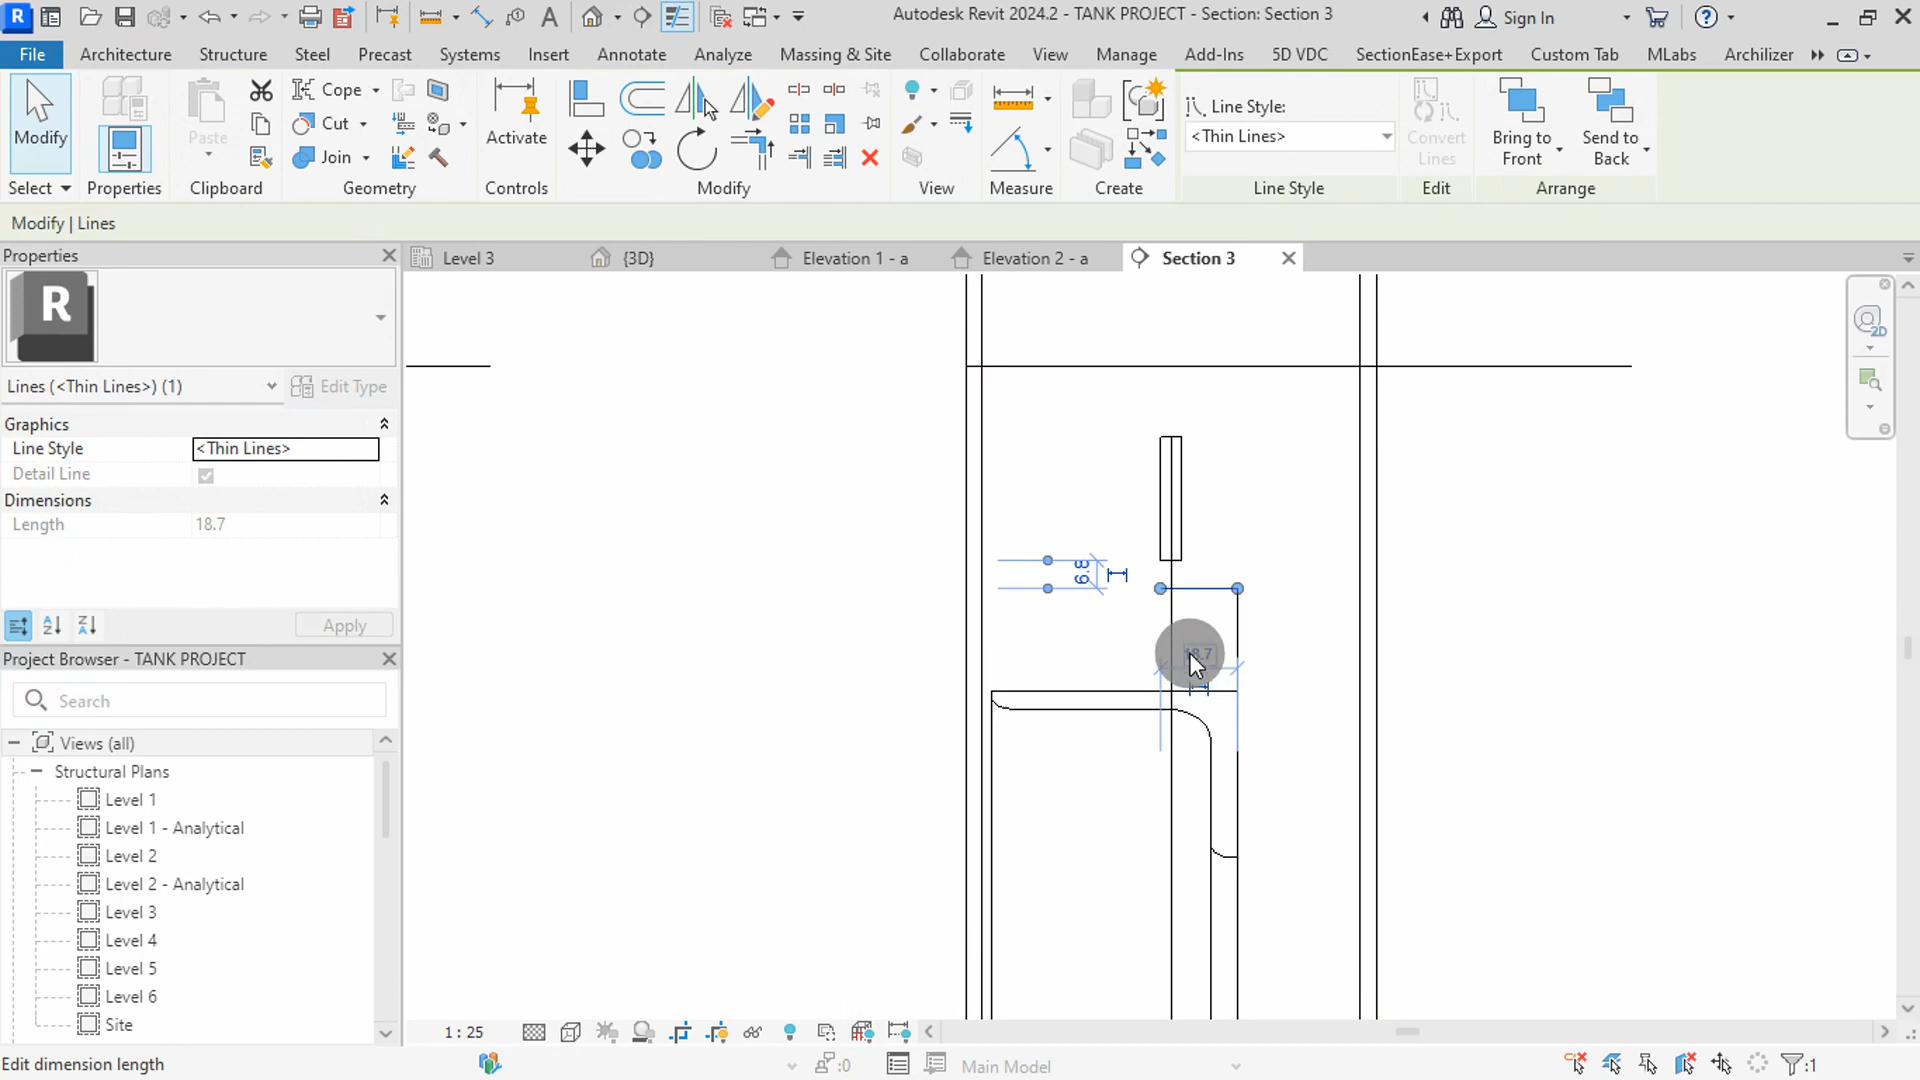 Autodesk Revit 2024.2 - TANK PROJECT - Section: Section 3
Sign In
File Architecture Structure Steel Precast Systems Insert Annotate Analyze Massing & Site Collaborate View Manage Add-Ins 5D VDC SectionEase+Export Custom Tab MLabs Archilizer
Modify
Paste
Cope
Cut
Join
Activate
Line Style:
<Thin Lines>
Convert Lines
Bring to Front
Send to Back
Select Properties Clipboard Geometry Controls Modify View Measure Create Line Style Edit Arrange
Modify | Lines
Properties
Level 3 {3D} Elevation 1 - a Elevation 2 - a Section 3
R
Lines (<Thin Lines>) (1)
Edit Type
Graphics
Line Style <Thin Lines>
Detail Line
Dimensions
Length 18.7
Apply
6.8
18.7
Project Browser - TANK PROJECT
Search
Views (all)
Structural Plans
Level 1
Level 1 - Analytical
Level 2
Level 2 - Analytical
Level 3
Level 4
Level 5
Level 6
Site
1 : 25
2D
Edit dimension length
:0
Main Model
:1